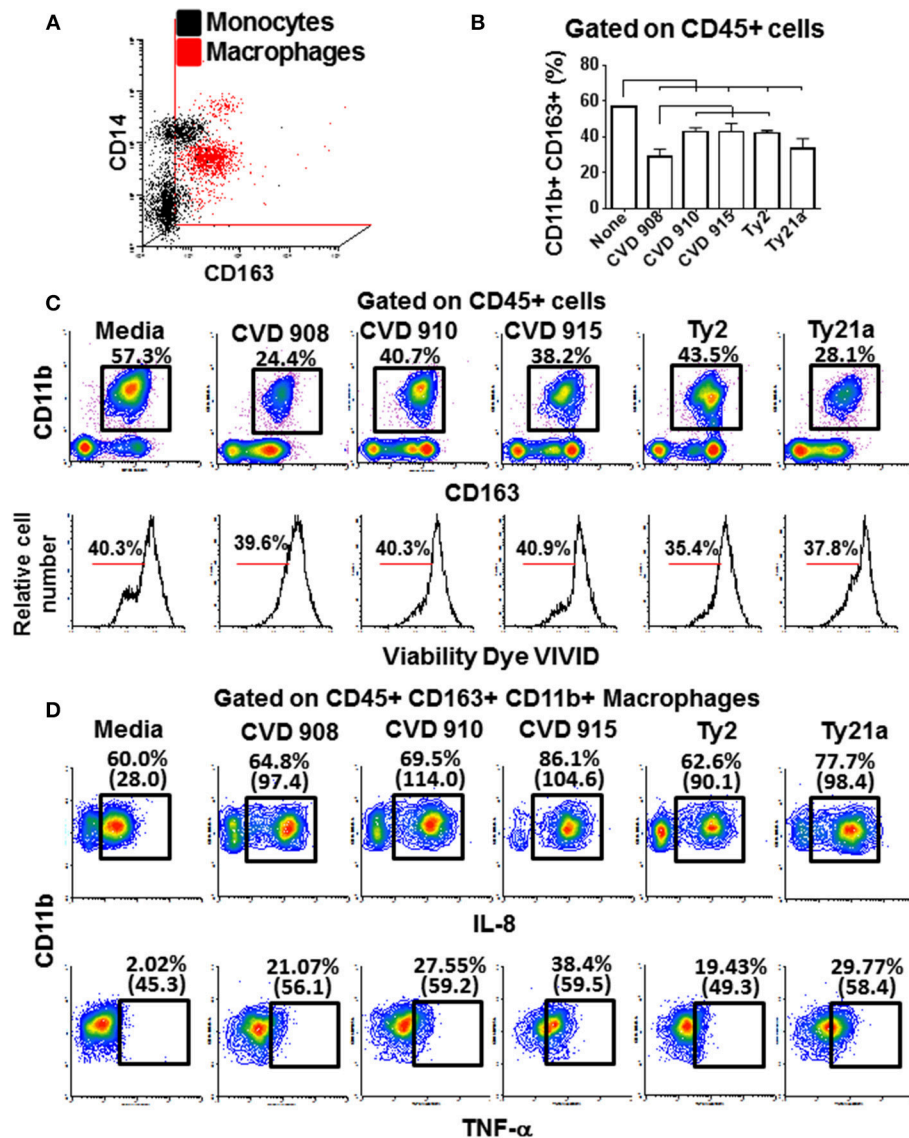 A
Monocytes
Macrophages
CD14
CD163
B
Gated on CD45+ cells
CD11b+ CD163+ (%)
80
60
40
20
0
None
CVD 908
CVD 910
CVD 915
Ty2
Ty21a
C
Gated on CD45+ cells
Media CVD 908 CVD 910 CVD 915 Ty2 Ty21a
57.3% 24.4% 40.7% 38.2% 43.5% 28.1%
CD11b
CD163
Relative cell
number
40.3% 39.6% 40.3% 40.9% 35.4% 37.8%
Viability Dye VIVID
D
Gated on CD45+ CD163+ CD11b+ Macrophages
Media CVD 908 CVD 910 CVD 915 Ty2 Ty21a
60.0% 64.8% 69.5% 86.1% 62.6% 77.7%
(28.0) (97.4) (114.0) (104.6) (90.1) (98.4)
CD11b
IL-8
2.02% 21.07% 27.55% 38.4% 19.43% 29.77%
(45.3) (56.1) (59.2) (59.5) (49.3) (58.4)
TNF-α